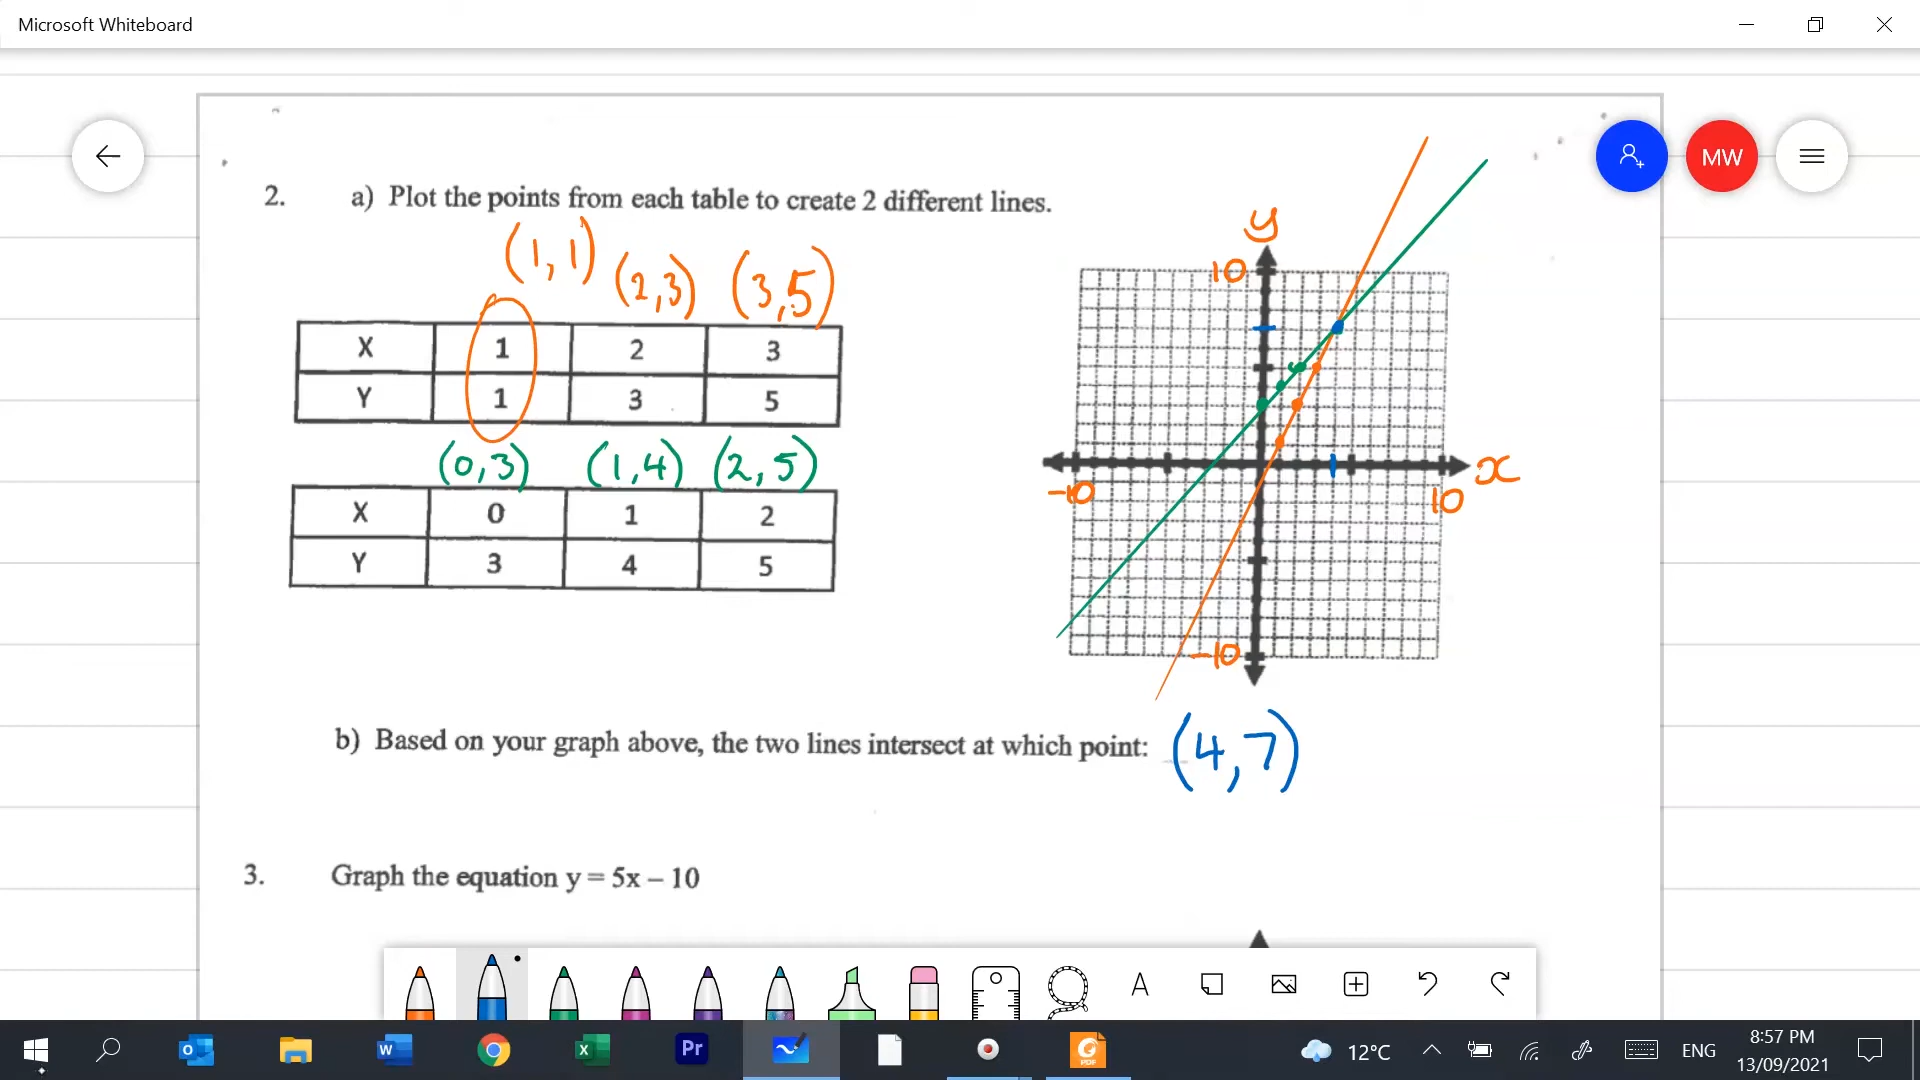 Microsoft Whiteboard
MW
2. a) Plot the points from each table to create 2 different lines.
(1,1) (2,3) (3,5)
X 1 2 3
Y 1 3 5
(0,3) (1,4) (2,5)
X 0 1 2
Y 3 4 5
y
10
-10 10 x
-10
b) Based on your graph above, the two lines intersect at which point: (4,7)
3. Graph the equation y = 5x – 10
A
O W X Pr PDF 12°C ENG 8:57 PM
13/09/2021